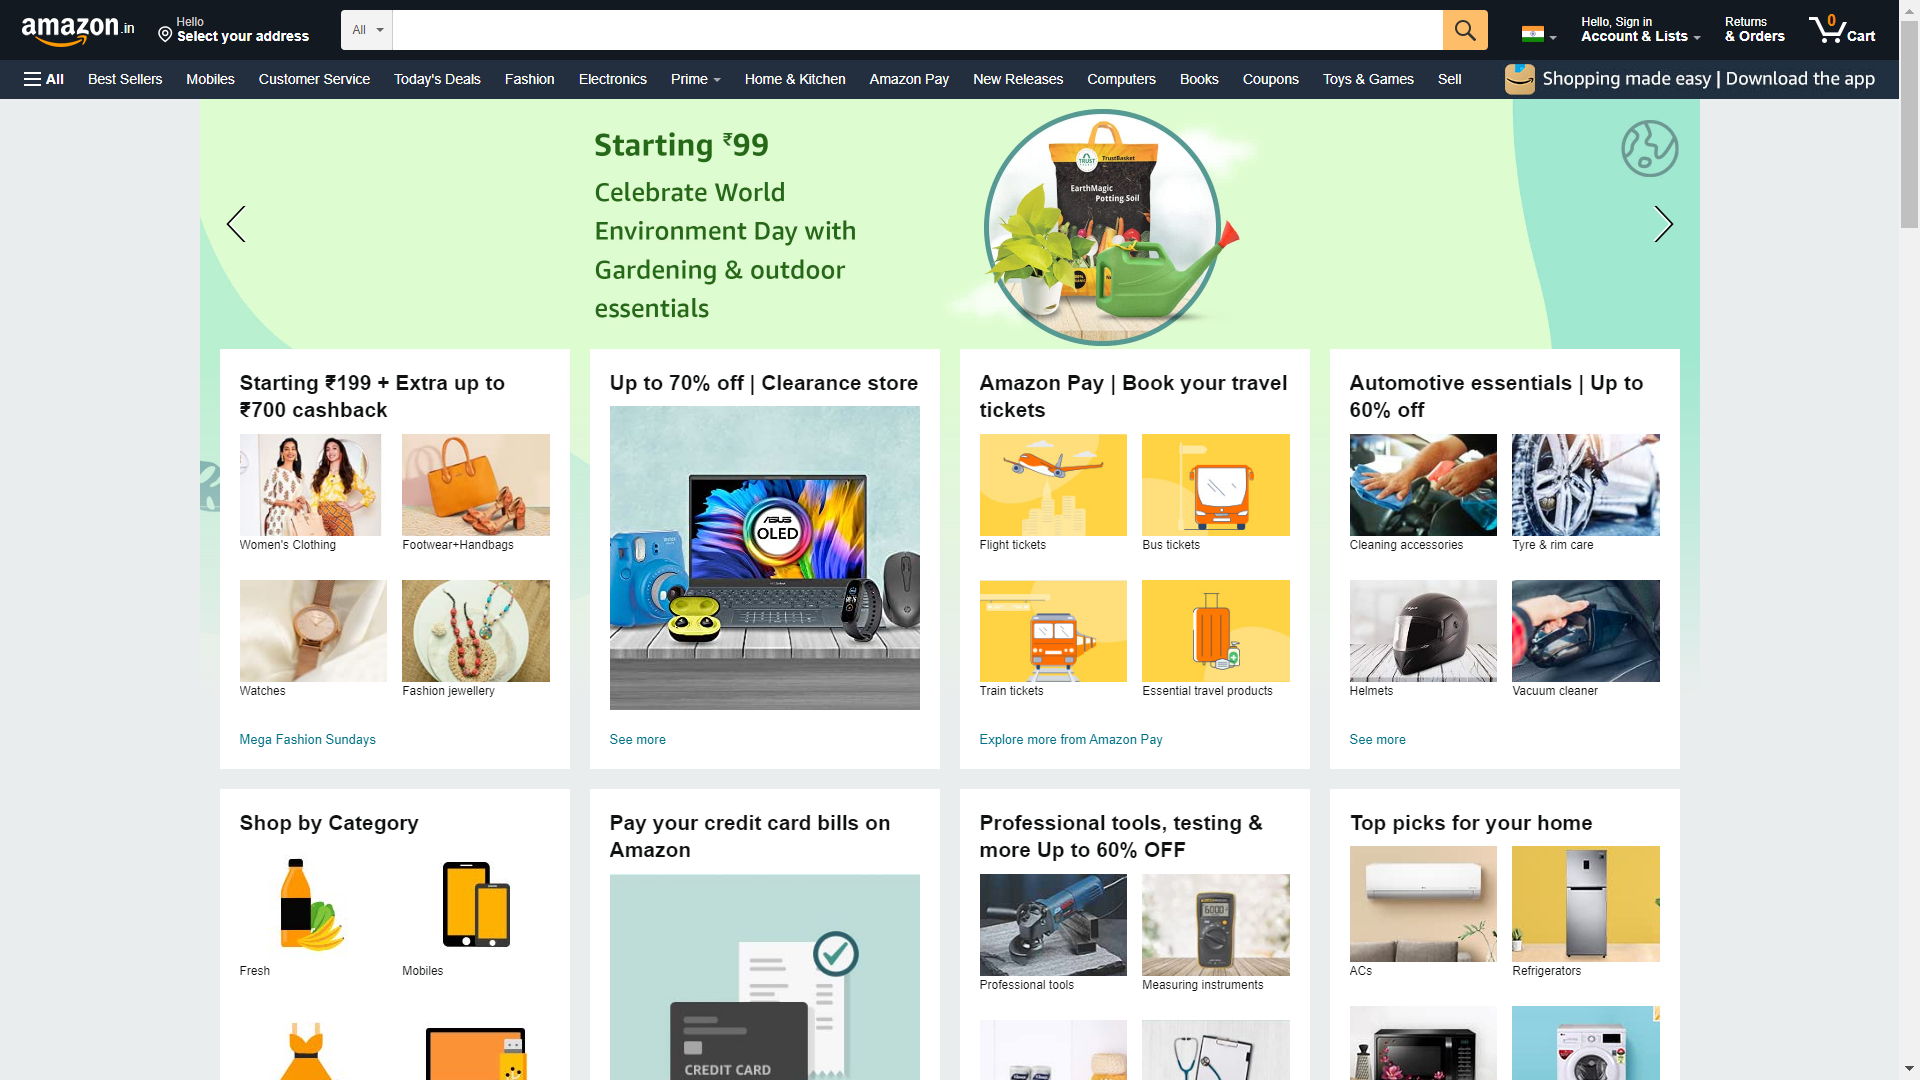 amazon.in
Hello
Select your address
All
Hello, Sign in
Account & Lists
Returns
& Orders
0
Cart
All
Best Sellers
Mobiles
Customer Service
Today's Deals
Fashion
Electronics
Prime
Home & Kitchen
Amazon Pay
New Releases
Computers
Books
Coupons
Toys & Games
Sell
Shopping made easy | Download the app
Starting ₹99
Celebrate World
Environment Day with
Gardening & outdoor
essentials
TRUST
TrustBasket
EarthMagic
Potting Soil
Starting ₹199 + Extra up to
₹700 cashback
Women's Clothing
Footwear+Handbags
Watches
Fashion jewellery
Mega Fashion Sundays
Up to 70% off | Clearance store
ASUS
OLED
See more
Amazon Pay | Book your travel
tickets
Flight tickets
Bus tickets
Train tickets
Essential travel products
Explore more from Amazon Pay
Automotive essentials | Up to
60% off
Cleaning accessories
Tyre & rim care
Helmets
Vacuum cleaner
See more
Shop by Category
Fresh
Mobiles
Pay your credit card bills on
Amazon
CREDIT CARD
Professional tools, testing &
more Up to 60% OFF
6000
Professional tools
Measuring instruments
Top picks for your home
ACs
Refrigerators